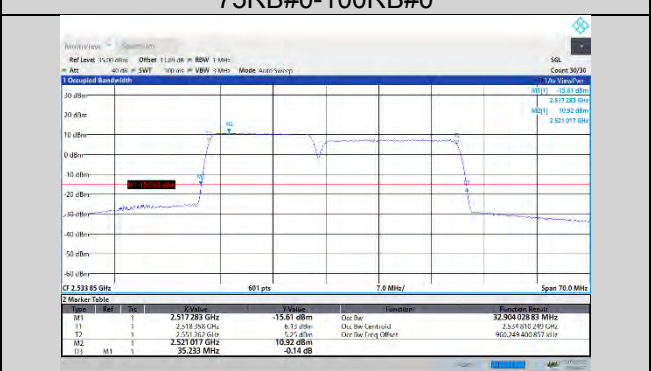 75RB#0-100RB#0
MultiView Spectrum
Ref Level 35.00 dBm Offset 11.89 dB RBW 1 MHz SGL
Att 40 dB SWT 100 ms VBW 3 MHz Mode Auto Sweep Count 30/30
1 Occupied Bandwidth 1Av ViewPwr
M1[1] -15.61 dBm
2.517 283 GHz
M2[1] 10.92 dBm
2.521 017 GHz
30 dBm
20 dBm
10 dBm
0 dBm
-10 dBm
-20 dBm
-30 dBm
-40 dBm
-50 dBm
-60 dBm
M2
CF 2.533 85 GHz 601 pts 7.0 MHz/ Span 70.0 MHz
2 Marker Table
Type Ref Trc X-Value Y-Value Function Function Result
M1 1 2.517 283 GHz -15.61 dBm Occ Bw 32.904 028 83 MHz
T1 1 2.518 358 GHz 6.13 dBm Occ Bw Centroid 2.534 810 249 GHz
T2 1 2.551 262 GHz 5.25 dBm Occ Bw Freq Offset 960.249 400 857 kHz
M2 1 2.521 017 GHz 10.92 dBm
D3 M1 1 35.233 MHz -0.14 dB